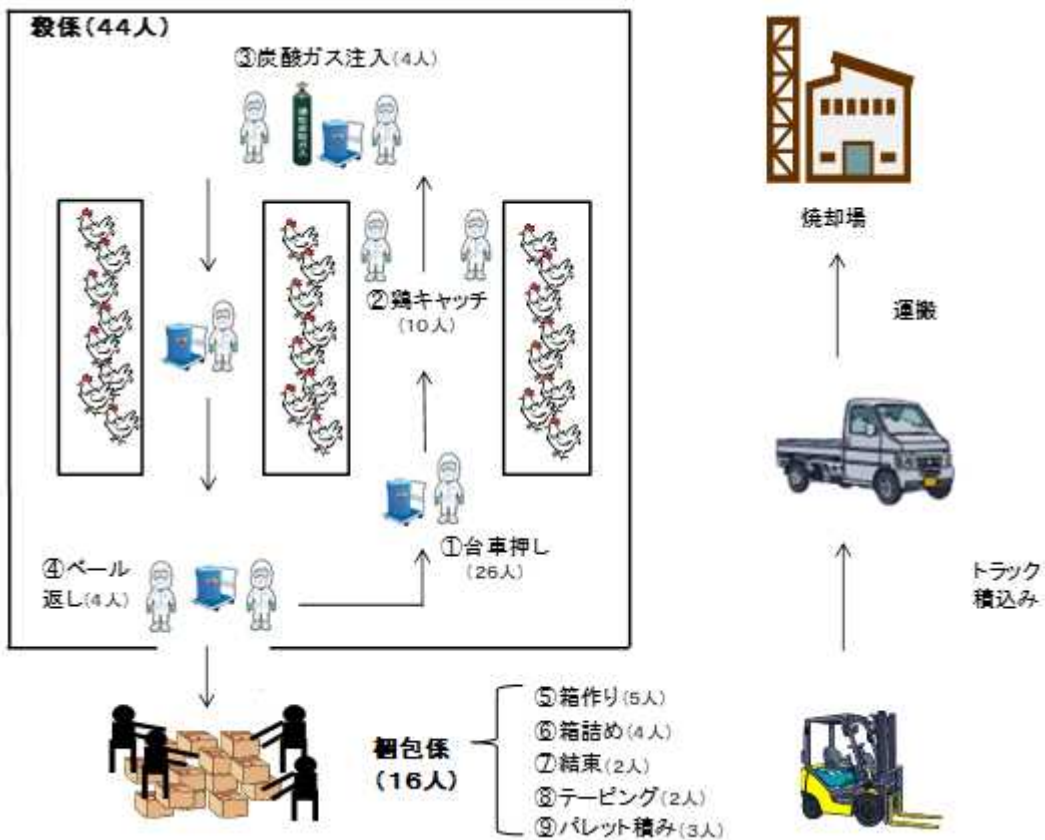 殺係(44人)
③炭酸ガス注入(4人)
②鶏キャッチ
(10人)
①台車押し
(26人)
④ペール
返し(4人)
梱包係
(16人)
⑤箱作り(5人)
⑥箱詰め(4人)
⑦結束(2人)
⑧テーピング(2人)
⑨パレット積み(3人)
焼却場
運搬
トラック
積込み